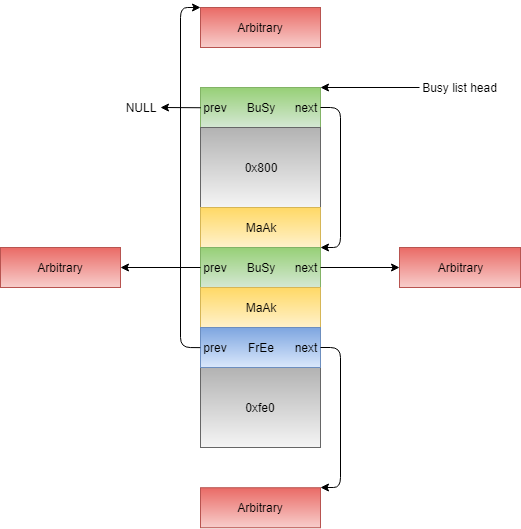 Arbitrary
Busy list head
NULL
prev BuSy next
0x800
MaAk
Arbitrary
prev BuSy next
Arbitrary
MaAk
prev FrEe next
0xfe0
Arbitrary